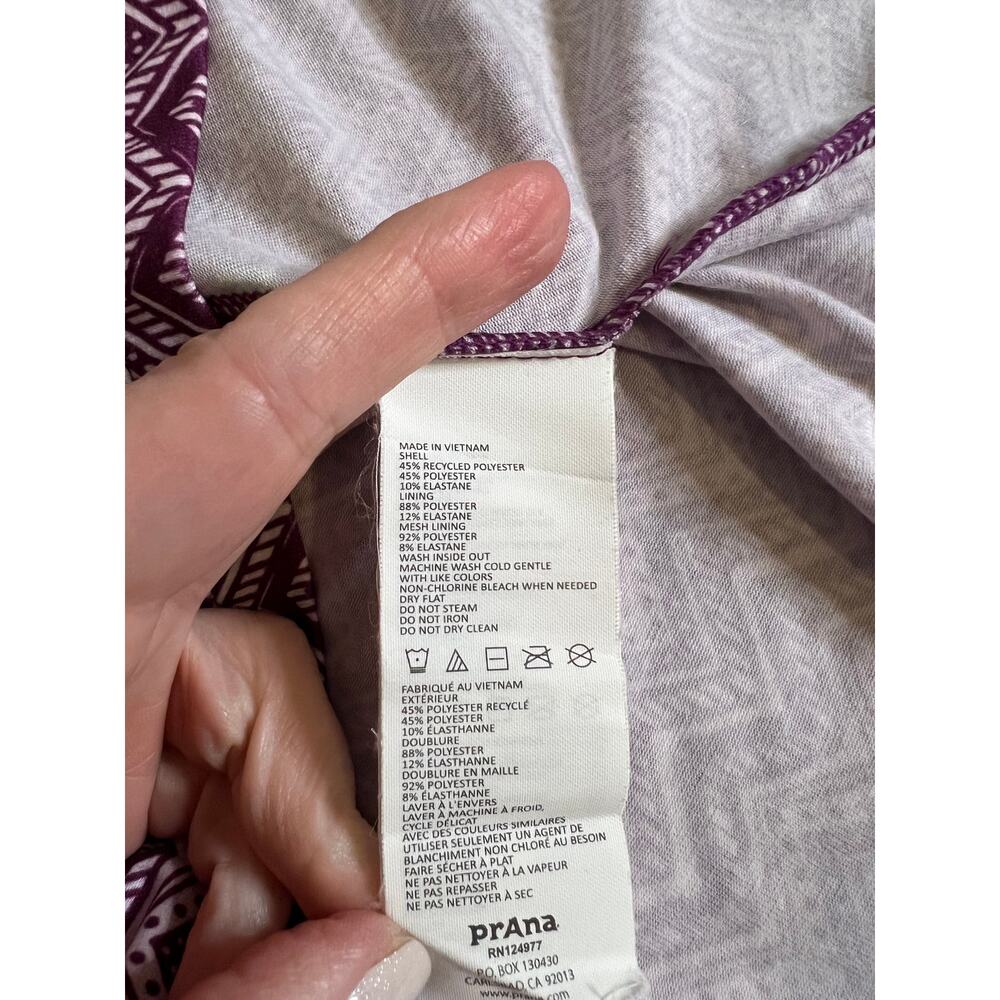 MADE IN VIETNAM
SHELL
45% RECYCLED POLYESTER
45% POLYESTER
10% ELASTANE
LINING
88% POLYESTER
12% ELASTANE
MESH LINING
92% POLYESTER
8% ELASTANE
WASH INSIDE OUT
MACHINE WASH COLD GENTLE
WITH LIKE COLORS
NON-CHLORINE BLEACH WHEN NEEDED
DRY FLAT
DO NOT STEAM
DO NOT IRON
DO NOT DRY CLEAN
FABRIQUÉ AU VIETNAM
EXTÉRIEUR
45% POLYESTER RECYCLÉ
45% POLYESTER
10% ÉLASTHANNE
DOUBLURE
88% POLYESTER
12% ÉLASTHANNE
DOUBLURE EN MAILLE
92% POLYESTER
8% ÉLASTHANNE
LAVER À L'ENVERS
LAVER À MACHINE À FROID,
CYCLE DÉLICAT
AVEC DES COULEURS SIMILAIRES
UTILISER SEULEMENT UN AGENT DE
BLANCHIMENT NON CHLORÉ AU BESOIN
FAIRE SÉCHER À PLAT
NE PAS NETTOYER À LA VAPEUR
NE PAS REPASSER
NE PAS NETTOYER À SEC
prAna
RN124977
P.O. BOX 130430
CARLSBAD, CA 92013
www.prana.com